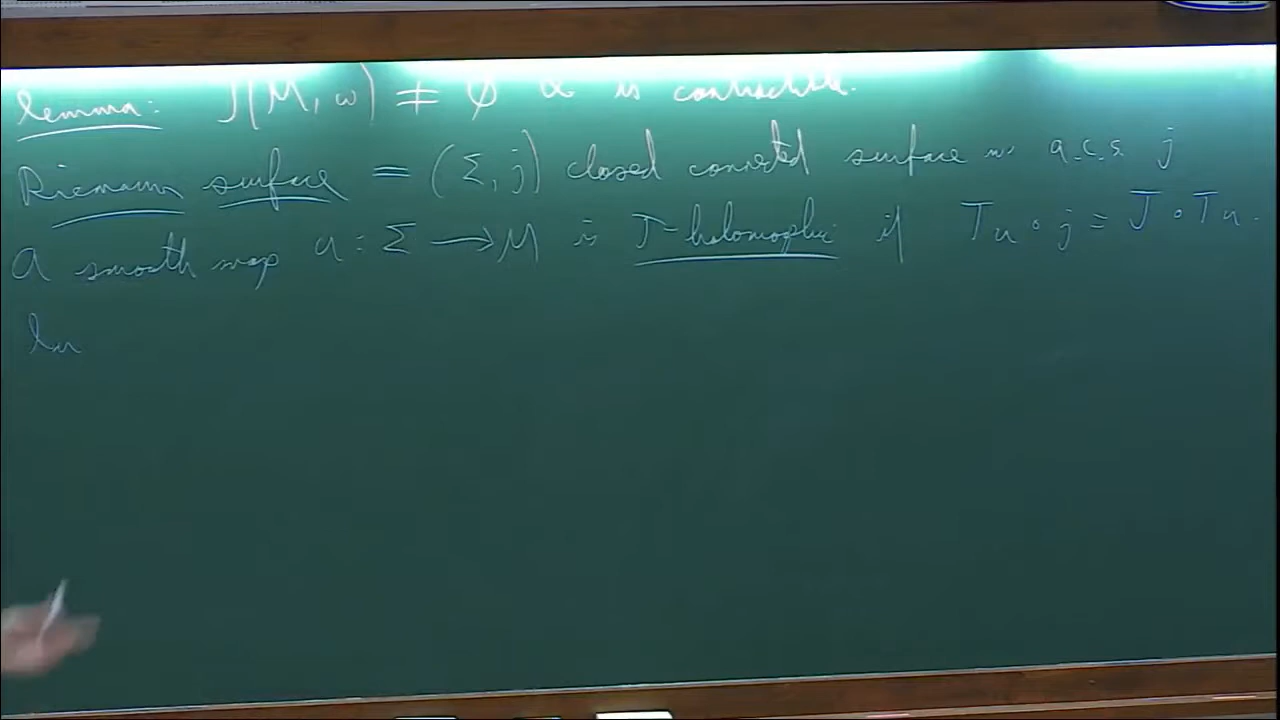 lemma: J(M, ω) ≠ ∅ & is contractible.
Riemann surface = (Σ, j) closed connected surface w. a.c.s. j
A smooth map u : Σ → M is J-holomorphic if Tu ∘ j = J ∘ Tu.